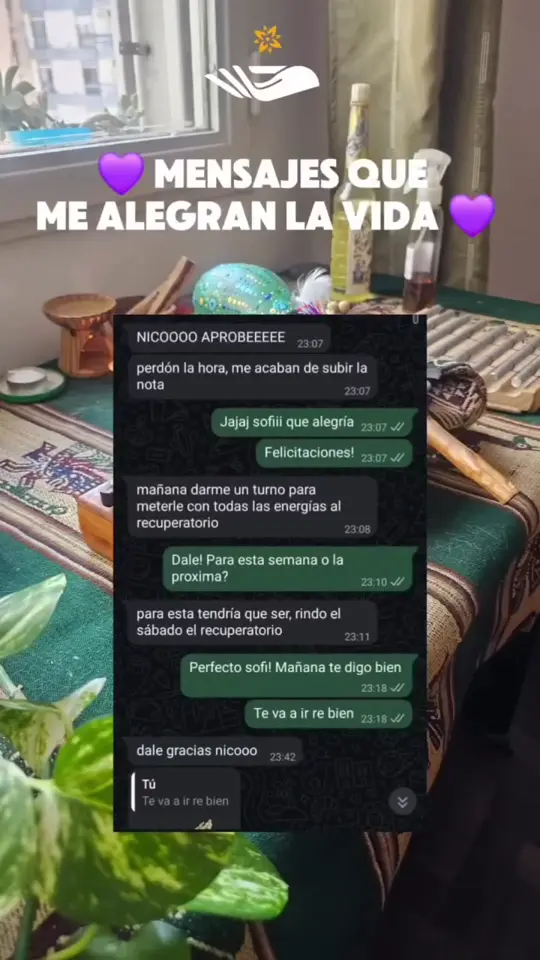 💜 MENSAJES QUE
ME ALEGRAN LA VIDA 💜
NICOOOO APROBEEEEE
23:07
perdón la hora, me acaban de subir la
nota
23:07
Jajaj sofiii que alegría 23:07
Felicitaciones! 23:07
mañana darme un turno para
meterle con todas las energías al
recuperatorio
23:08
Dale! Para esta semana o la
proxima?
23:10
para esta tendría que ser, rindo el
sábado el recuperatorio
23:11
Perfecto sofi! Mañana te digo bien
23:18
Te va a ir re bien 23:18
dale gracias nicooo 23:42
Tú
Te va a ir re bien